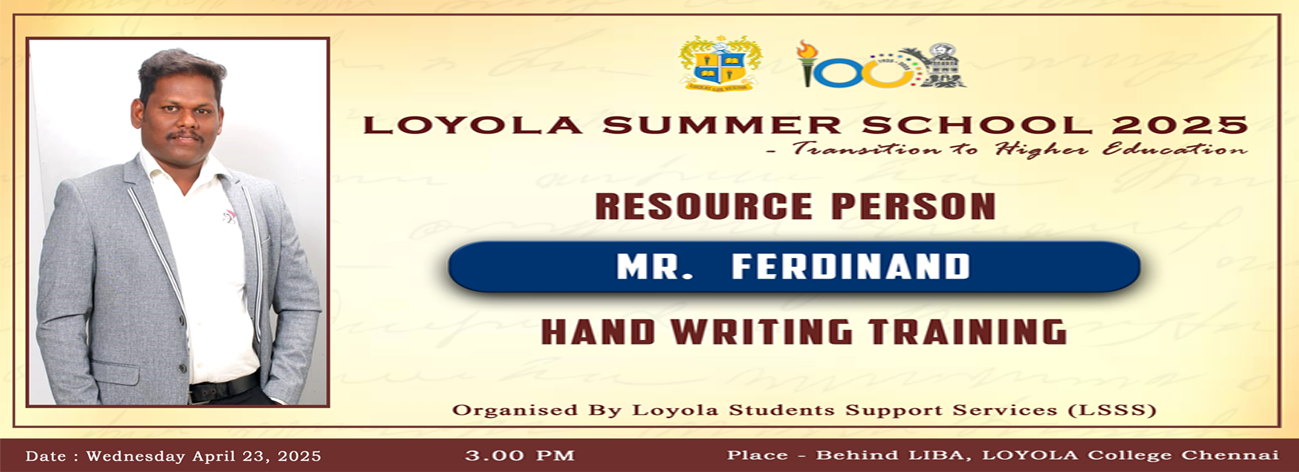 LOYOLA SUMMER SCHOOL 2025
- Transition to Higher Education
RESOURCE PERSON
MR. FERDINAND
HAND WRITING TRAINING
Organised By Loyola Students Support Services (LSSS)
Date : Wednesday April 23, 2025
3.00 PM
Place - Behind LIBA, LOYOLA College Chennai